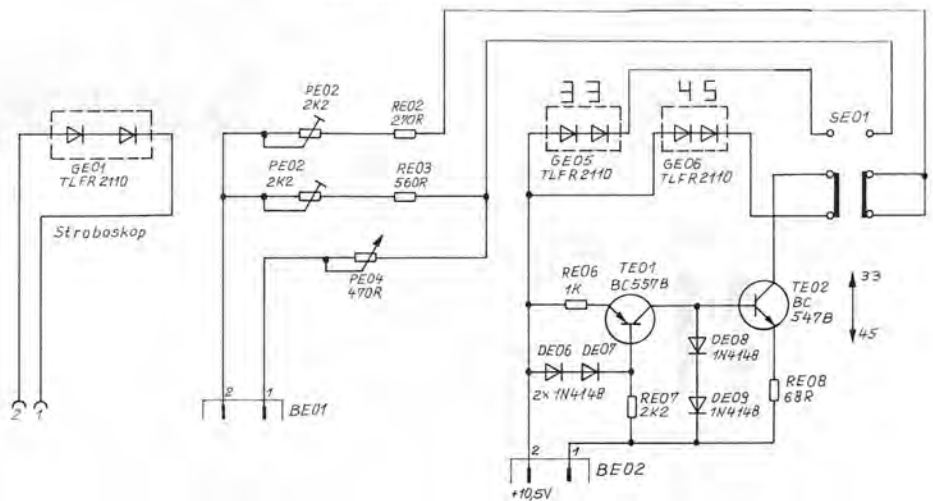 33
45
PE02
2K2
RE02
270R
SE01
GE01
TLFR 2110
PE02
2K2
RE03
560R
GE05
TLFR 2110
GE06
TLFR 2110
Stroboskop
PE04
470R
RE06
1K
TE01
BC557B
TE02
BC
547B
33
45
DE06
DE07
2x 1N4148
DE08
1N4148
RE07
2K2
DE09
1N4148
RE08
68R
2
1
2
1
BE01
2
1
BE02
+10,5V